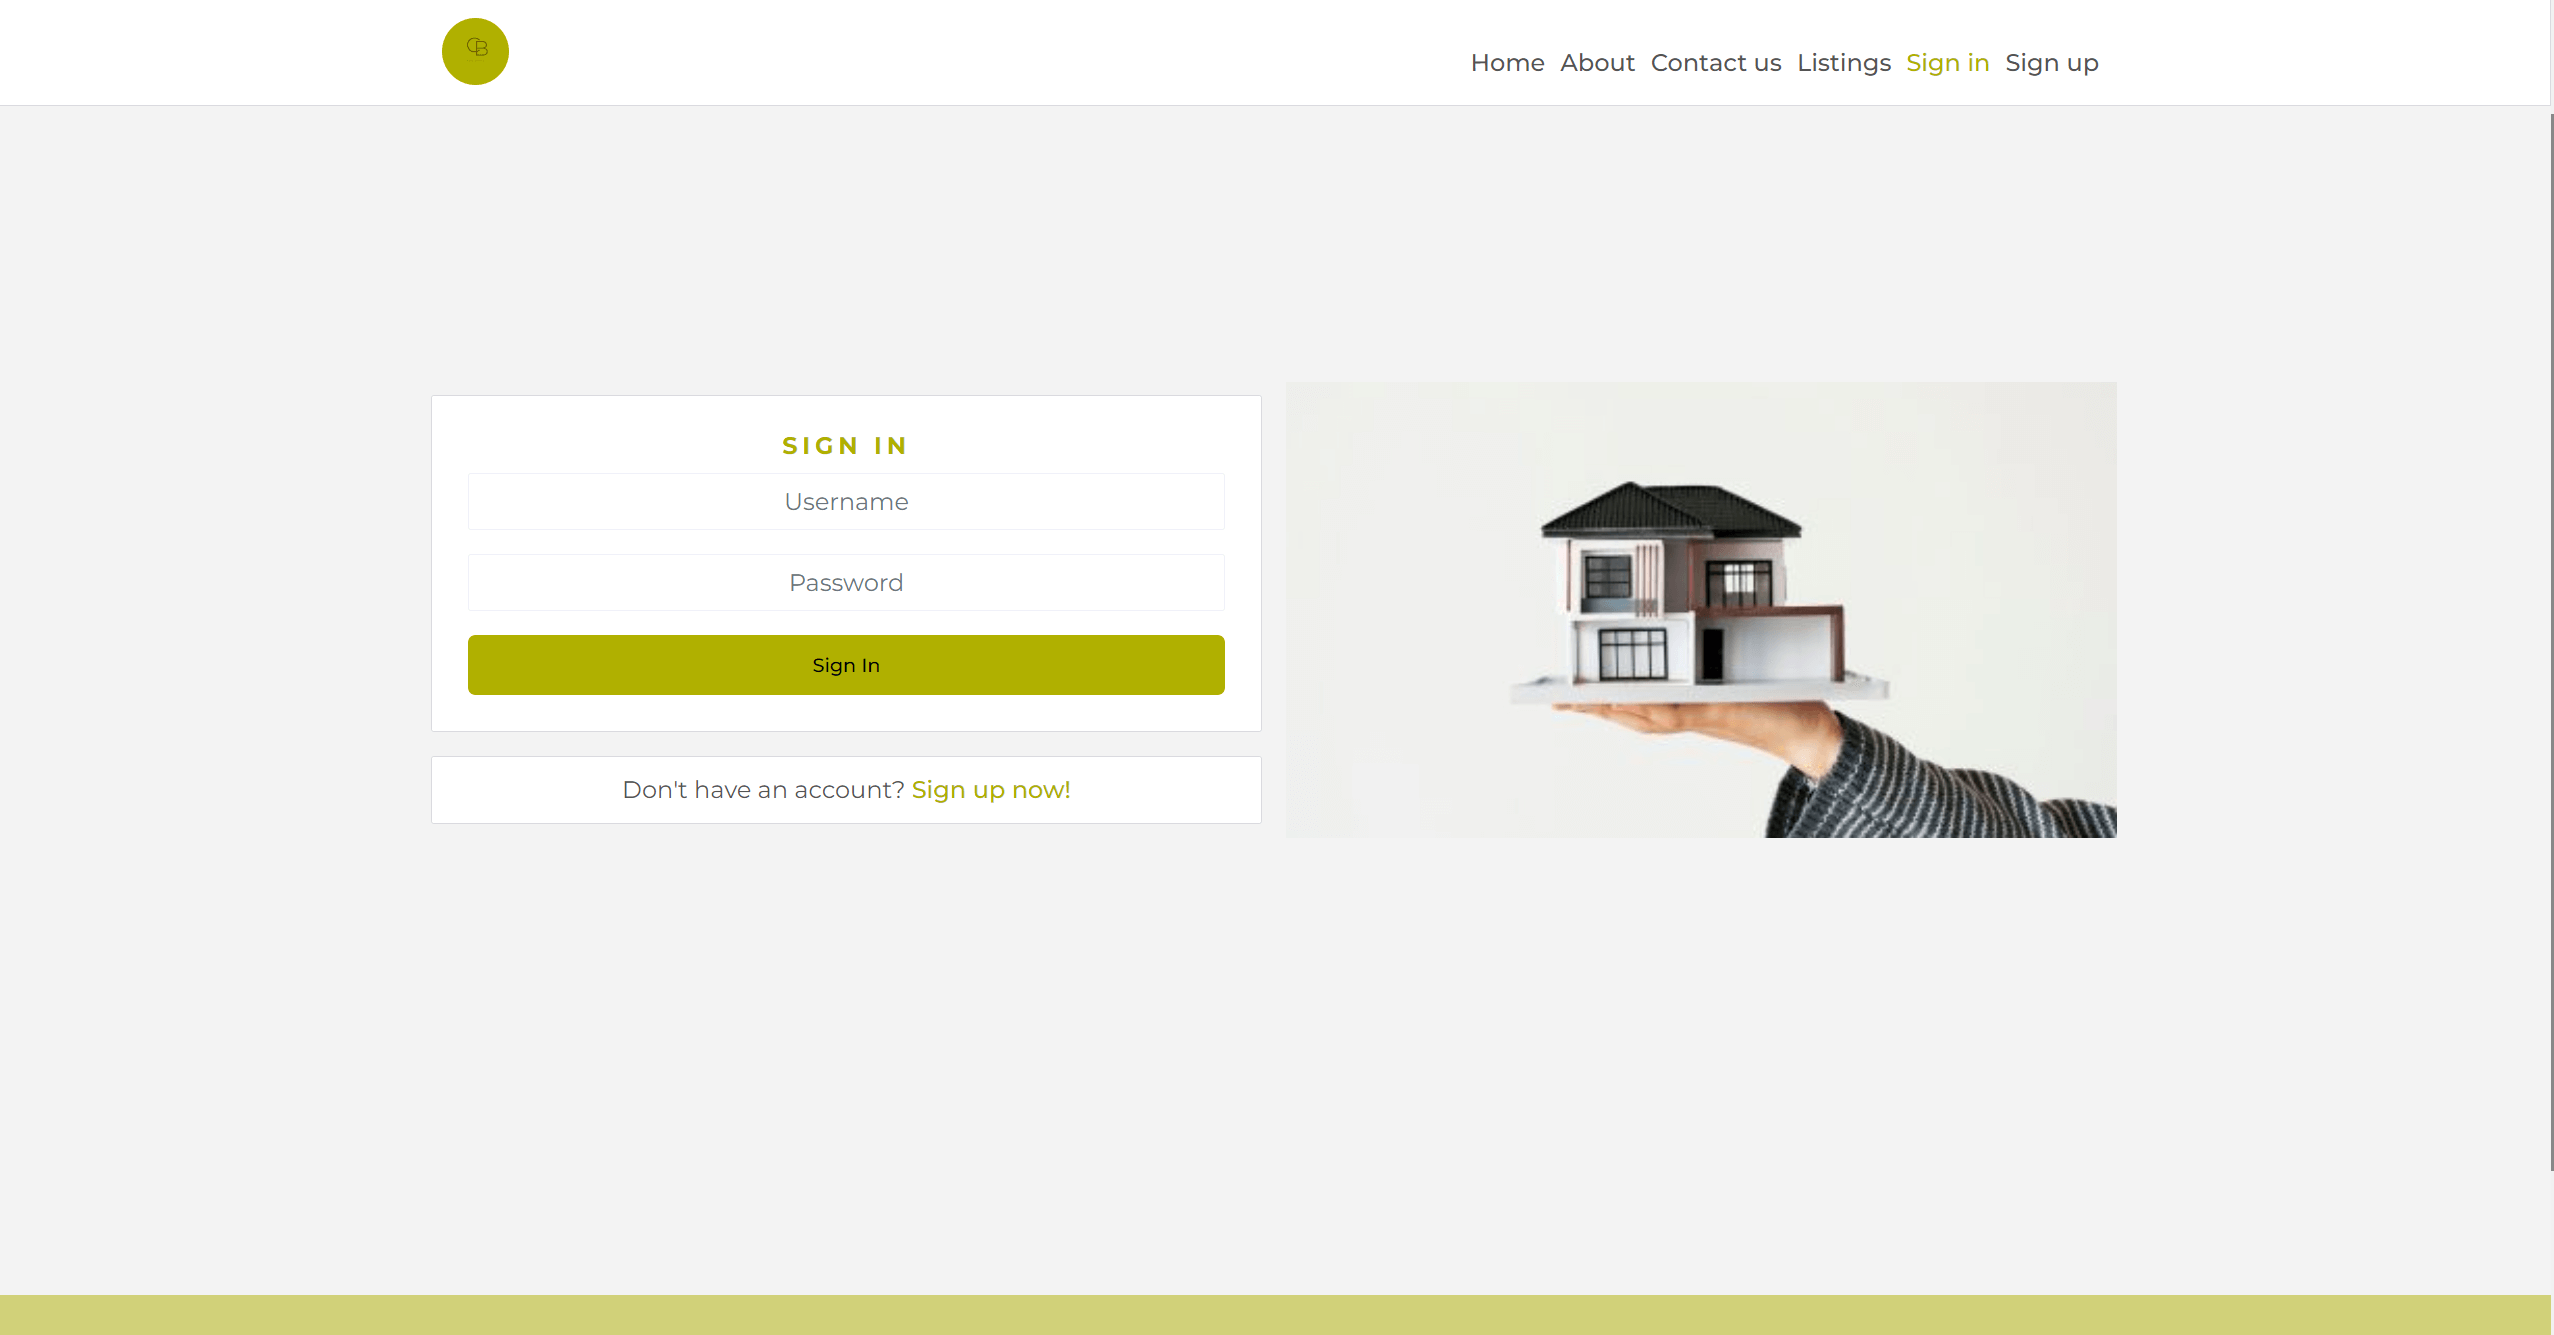 CB
Home About Contact us Listings Sign in Sign up
SIGN IN
Username
Password
Sign In
Don't have an account? Sign up now!